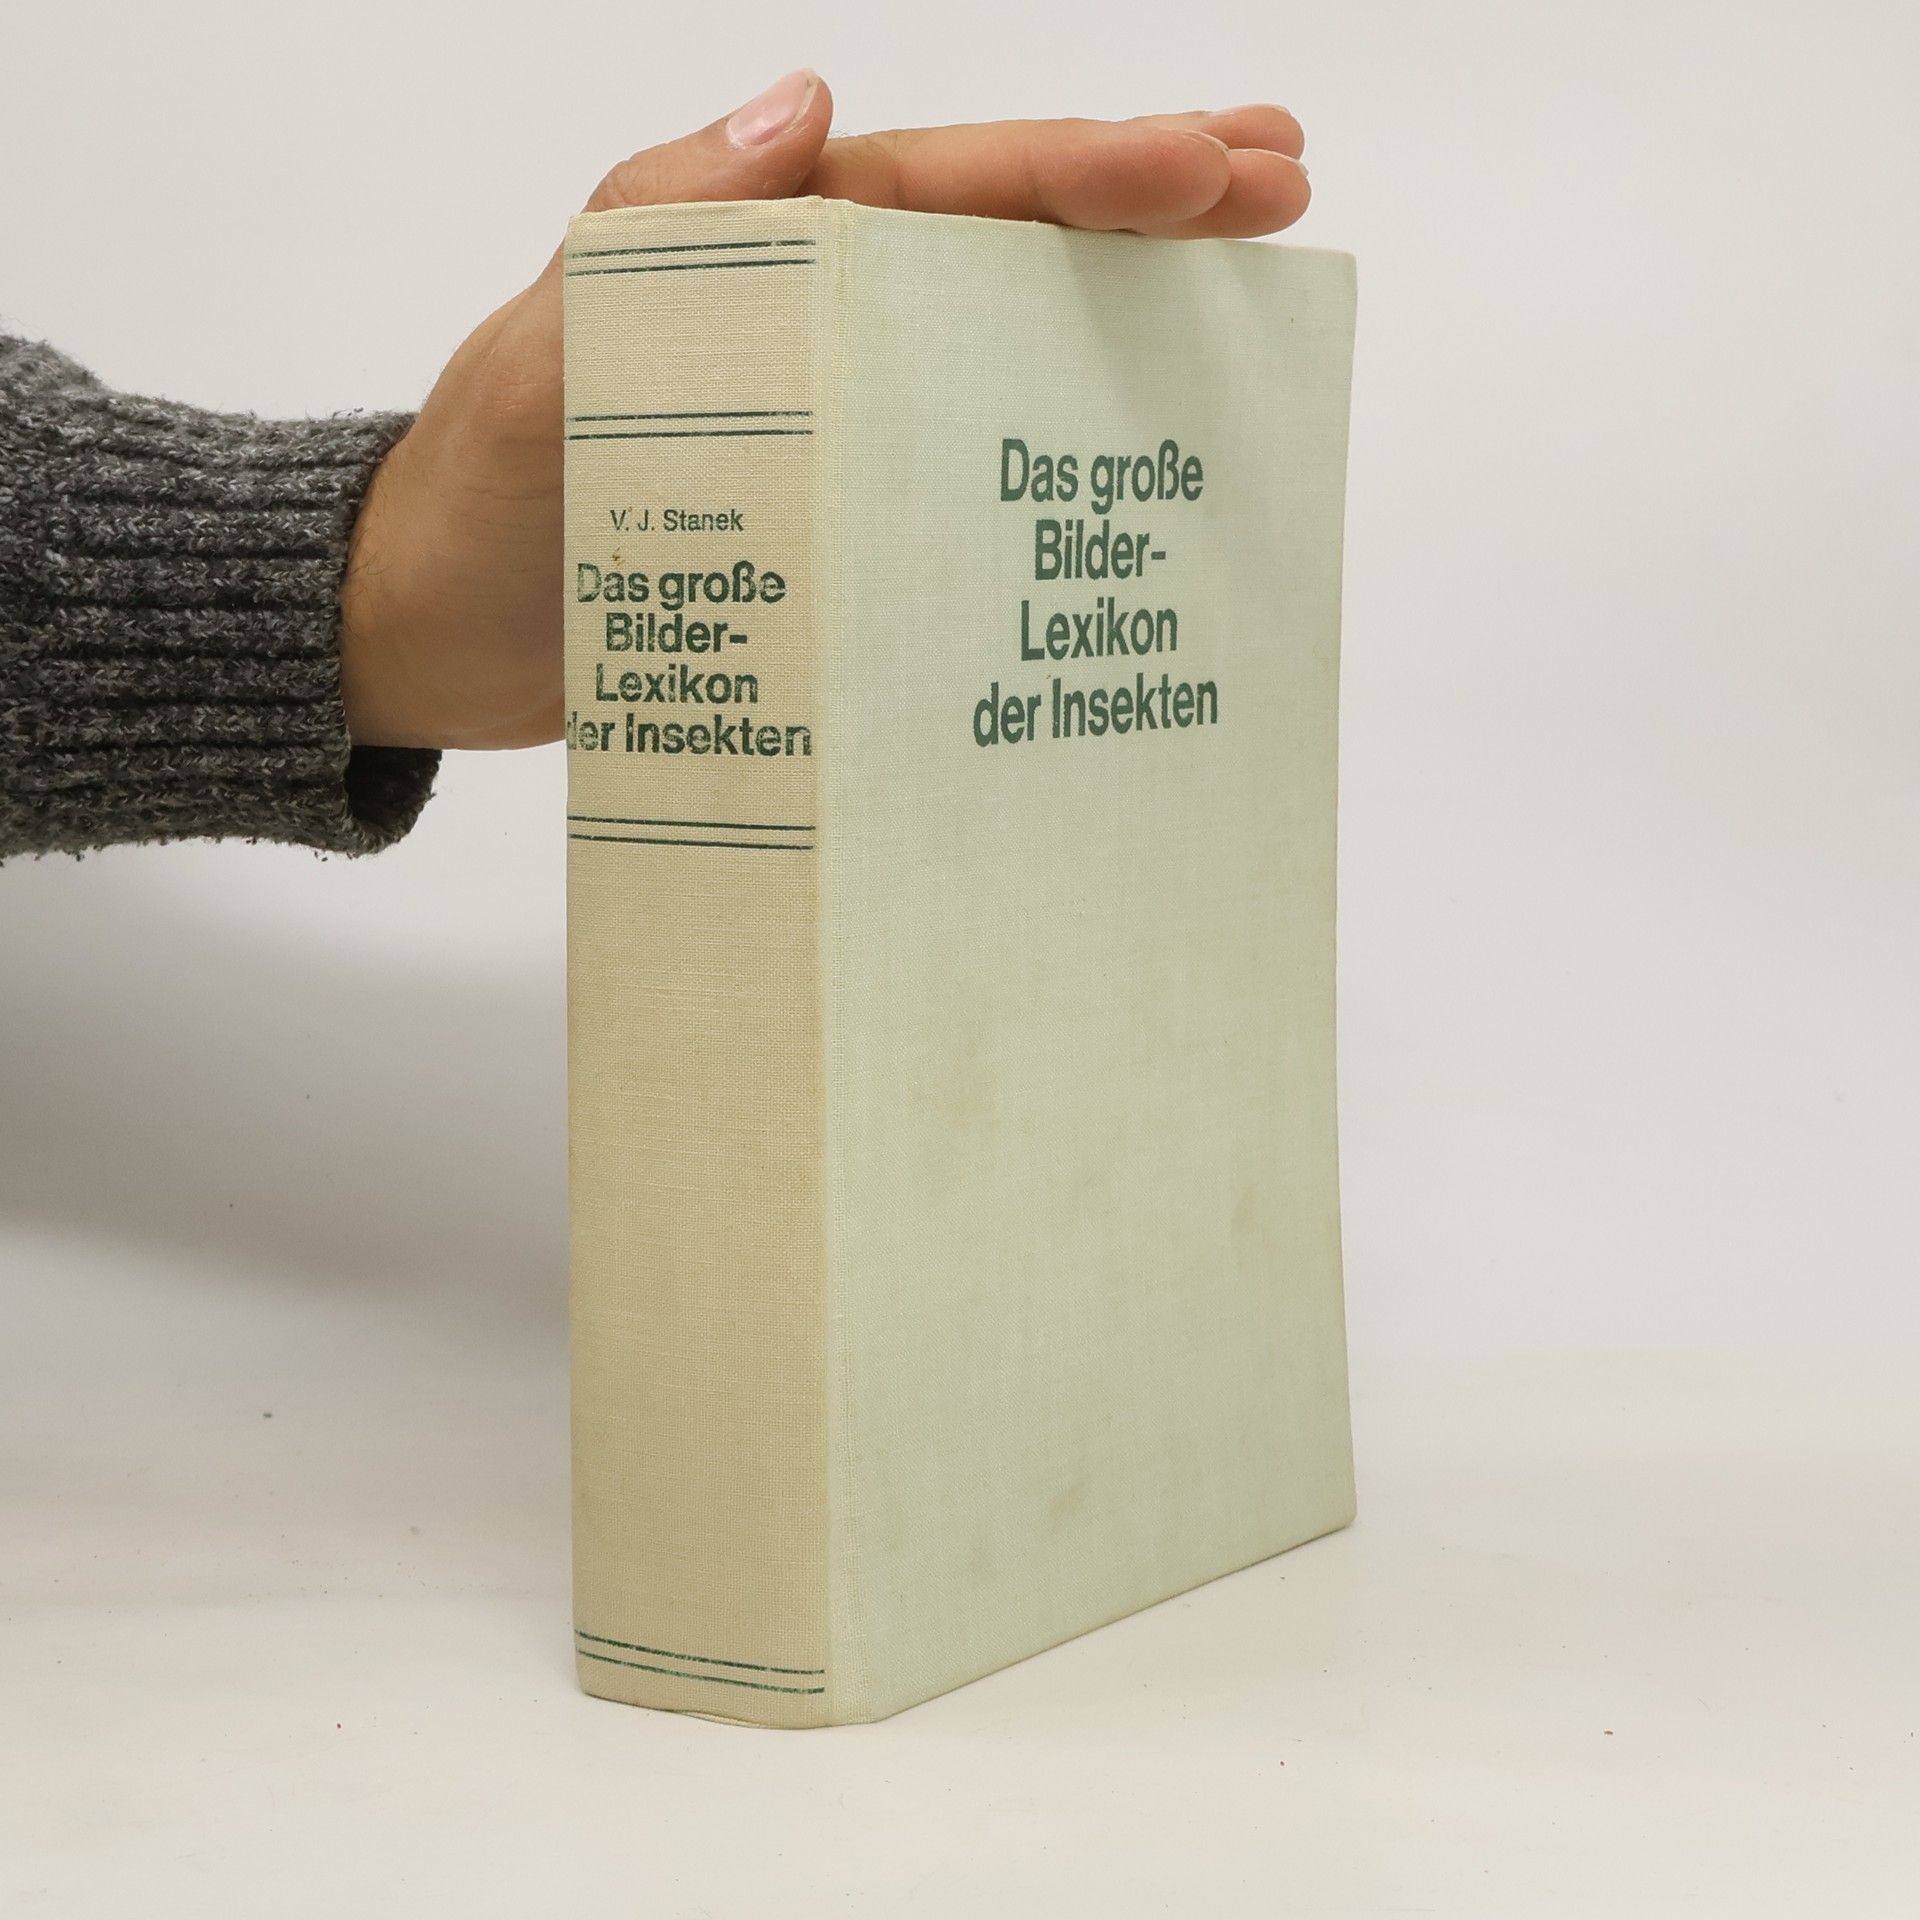 V. J. Stanek
Das große
Bilder-
Lexikon
der Insekten
Das große
Bilder-
Lexikon
der Insekten